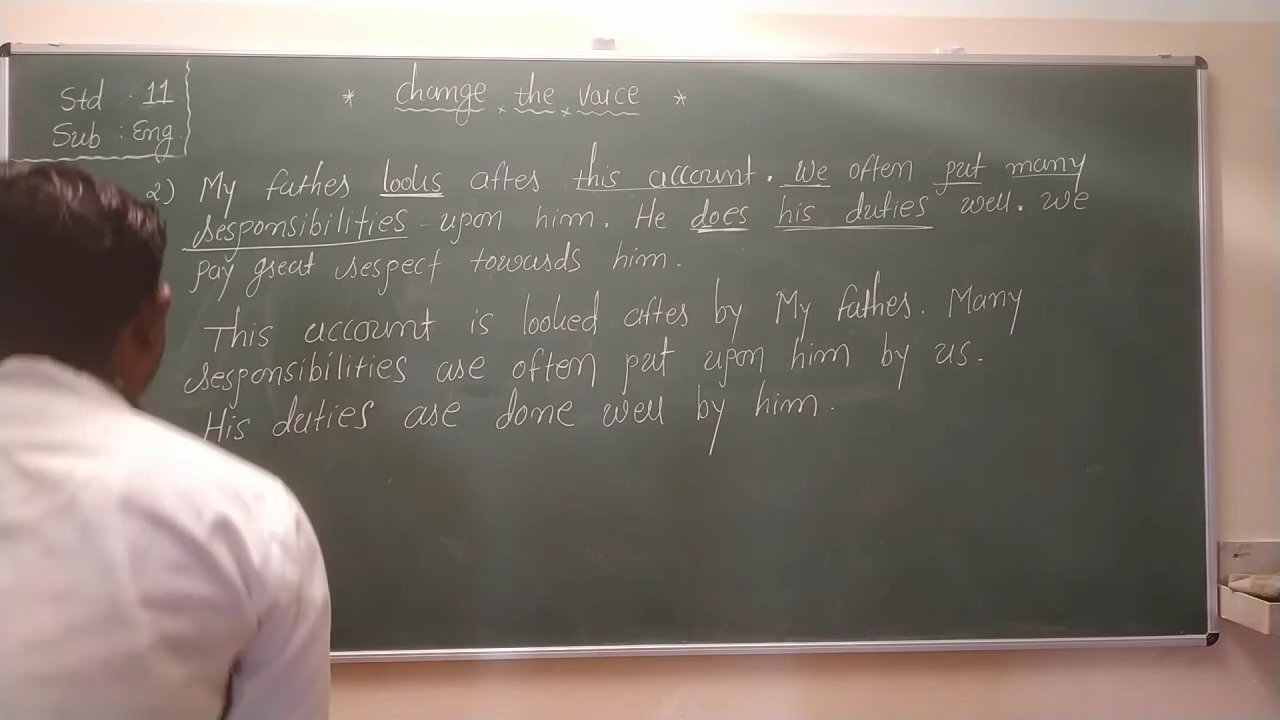 Std : 11
Sub : Eng.
* change the vaice *
2) My father looks after this account. We often put many
responsibilities upon him. He does his duties well. We
pay great respect towards him.
This account is looked after by My father. Many
responsibilities are often put upon him by us.
His duties are done well by him.